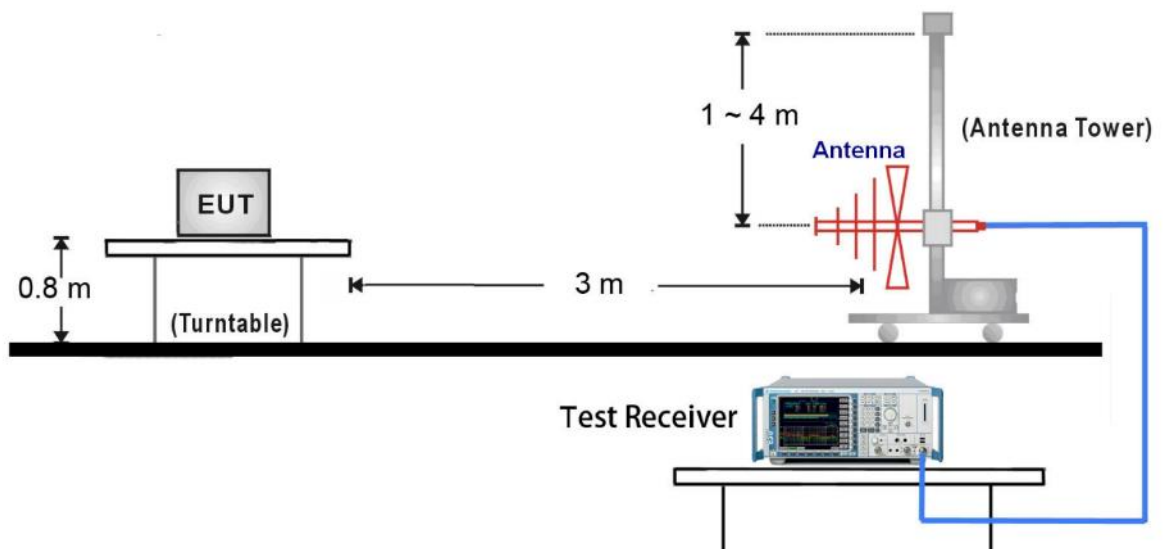 1 ~ 4 m
(Antenna Tower)
Antenna
EUT
0.8 m
3 m
(Turntable)
Test Receiver